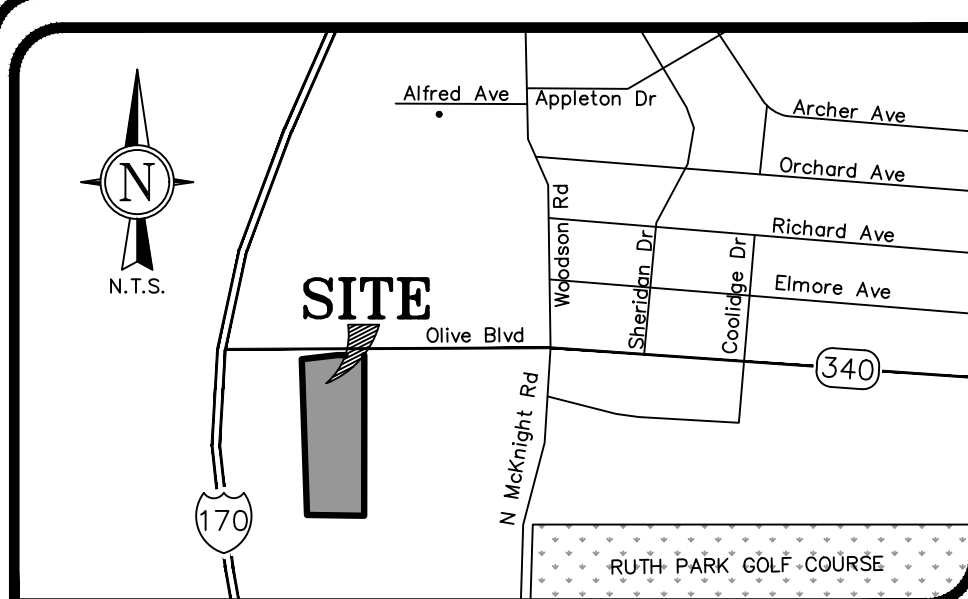 Alfred Ave
Appleton Dr
Archer Ave
Orchard Ave
N
Woodson Rd
Richard Ave
Sheridan Dr
Coolidge Dr
N.T.S.
SITE
Elmore Ave
Olive Blvd
340
N McKnight Rd
170
RUTH PARK GOLF COURSE